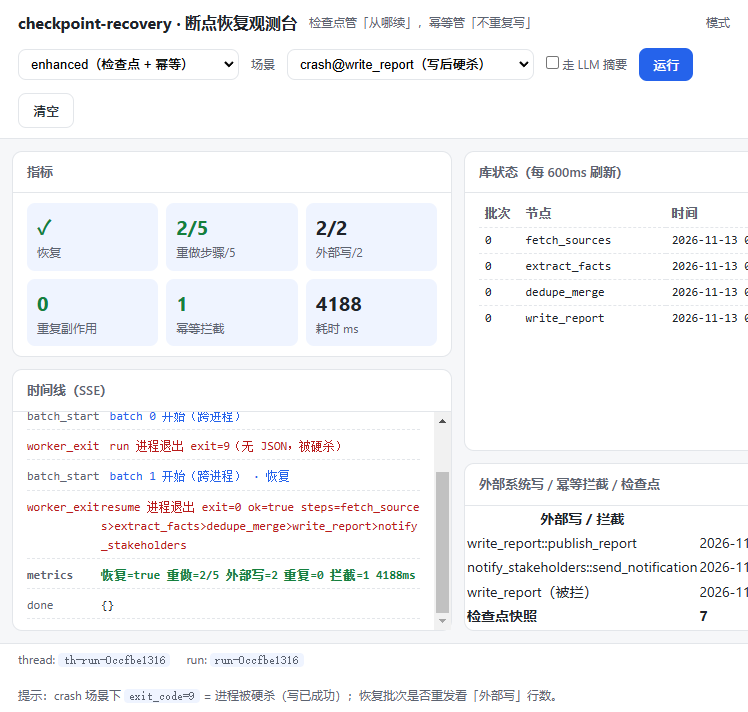 checkpoint-recovery · 断点恢复观测台 检查点管「从哪续」，幂等管「不重复写」 模式
enhanced（检查点 + 幂等） 场景 crash@write_report（写后硬杀） 走 LLM 摘要 运行
清空
指标
✓
恢复
2/5
重做步骤/5
2/2
外部写/2
0
重复副作用
1
幂等拦截
4188
耗时 ms
时间线（SSE）
batch_start batch 0 开始（跨进程）
worker_exit run 进程退出 exit=9（无 JSON，被硬杀）
batch_start batch 1 开始（跨进程） · 恢复
worker_exit resume 进程退出 exit=0 ok=true steps=fetch_source
s>extract_facts>dedupe_merge>write_report>notify
_stakeholders
metrics 恢复=true 重做=2/5 外部写=2 重复=0 拦截=1 4188ms
done {}
库状态（每 600ms 刷新）
批次 节点 时间
0 fetch_sources 2026-11-13
0 extract_facts 2026-11-13
0 dedupe_merge 2026-11-13
0 write_report 2026-11-13
外部系统写 / 幂等拦截 / 检查点
外部写 / 拦截
write_report::publish_report 2026-11
notify_stakeholders::send_notification 2026-11
write_report（被拦） 2026-11
检查点快照 7
thread: th-run-0ccfbe1316 run: run-0ccfbe1316
提示：crash 场景下 exit_code=9 = 进程被硬杀（写已成功）；恢复批次是否重发看「外部写」行数。